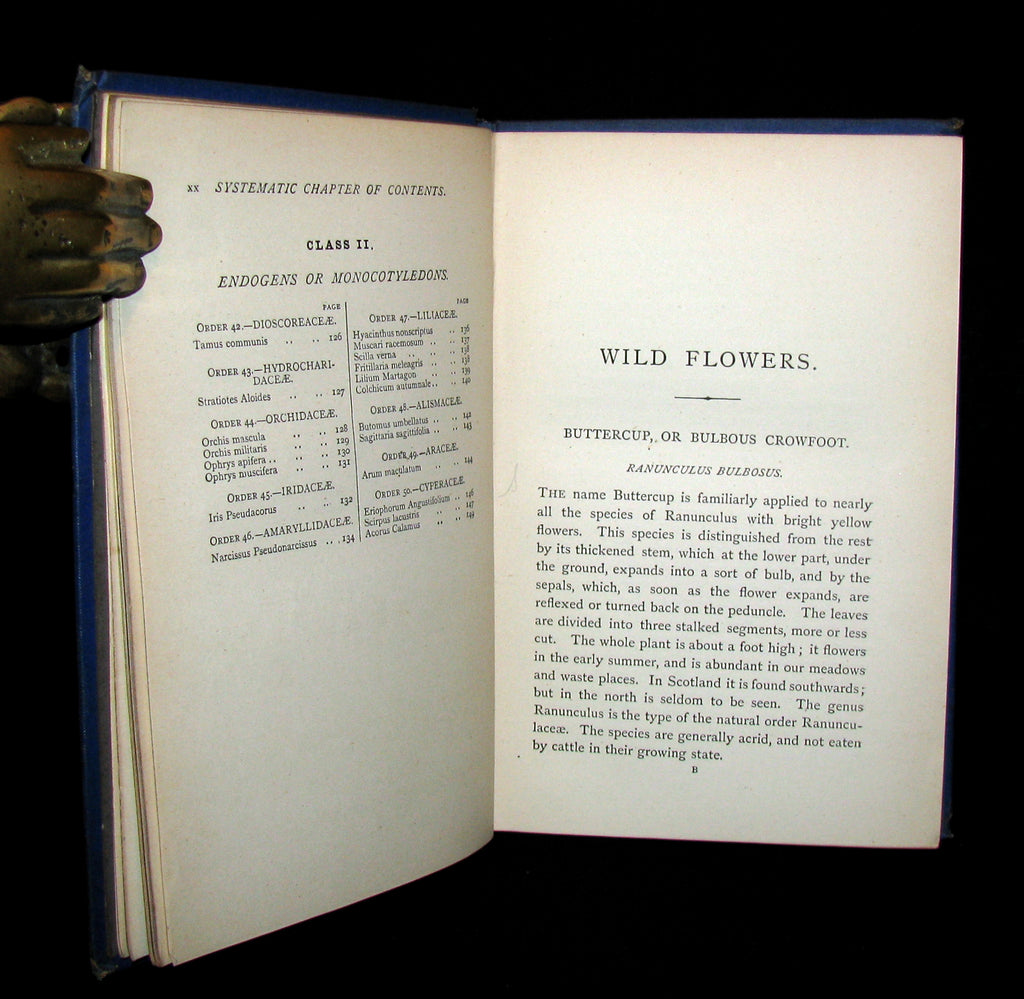 xx SYSTEMATIC CHAPTER OF CONTENTS.
CLASS II.
ENDOGENS OR MONOCOTYLEDONS.
PAGE
ORDER 42.—DIOSCOREACEÆ.
Tamus communis .. .. 126
ORDER 43.—HYDROCHARI-
DACEÆ.
Stratiotes Aloides .. .. 127
ORDER 44.—ORCHIDACEÆ.
Orchis mascula .. .. 128
Orchis militaris .. .. 129
Ophrys apifera .. .. .. 130
Ophrys muscifera .. .. 131
ORDER 45.—IRIDACEÆ.
Iris Pseudacorus .. .. 132
ORDER 46.—AMARYLLIDACEÆ.
Narcissus Pseudonarcissus .. .. 134
PAGE
ORDER 47.—LILIACEÆ.
Hyacinthus nonscriptus .. 136
Muscari racemosum .. .. 137
Scilla verna .. .. .. 138
Fritillaria meleagris .. .. 138
Lilium Martagon .. .. 139
Colchicum autumnale .. .. 140
ORDER 48.—ALISMACEÆ.
Butomus umbellatus .. .. 142
Sagittaria sagittifolia .. .. 143
ORDER 49.—ARACEÆ.
Arum maculatum .. .. 144
ORDER 50.—CYPERACEÆ.
Eriophorum Angustifolium .. 146
Scirpus lacustris .. .. 147
Acorus Calamus .. .. 149
WILD FLOWERS.
BUTTERCUP, OR BULBOUS CROWFOOT.
RANUNCULUS BULBOSUS.
THE name Buttercup is familiarly applied to nearly
all the species of Ranunculus with bright yellow
flowers. This species is distinguished from the rest
by its thickened stem, which at the lower part, under
the ground, expands into a sort of bulb, and by the
sepals, which, as soon as the flower expands, are
reflexed or turned back on the peduncle. The leaves
are divided into three stalked segments, more or less
cut. The whole plant is about a foot high; it flowers
in the early summer, and is abundant in our meadows
and waste places. In Scotland it is found southwards;
but in the north is seldom to be seen. The genus
Ranunculus is the type of the natural order Ranuncu-
laceæ. The species are generally acrid, and not eaten
by cattle in their growing state.
B